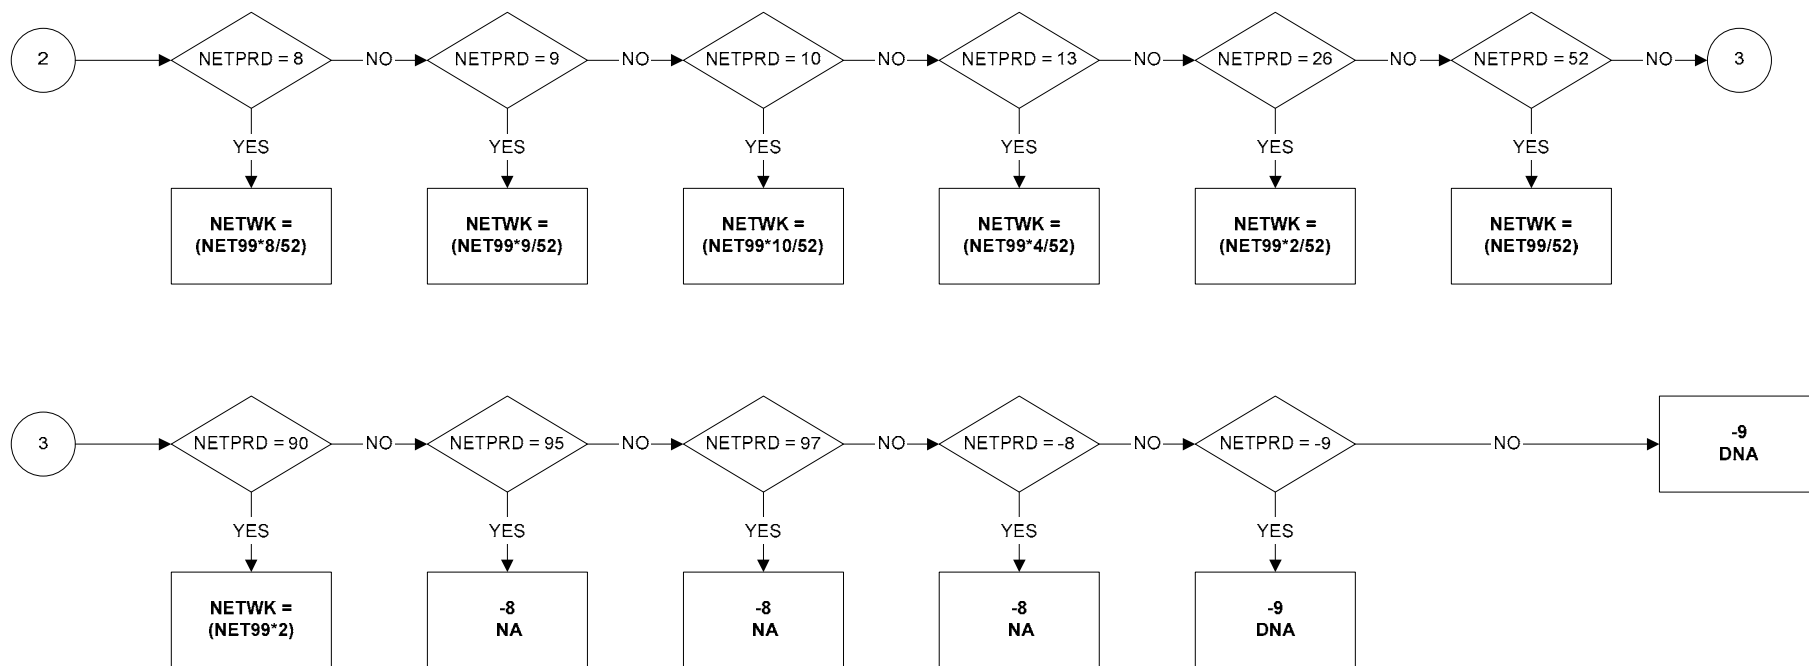 2
NETPRD = 8
NO
NETPRD = 9
NO
NETPRD = 10
NO
NETPRD = 13
NO
NETPRD = 26
NO
NETPRD = 52
NO
3
YES
YES
YES
YES
YES
YES
NETWK =
(NET99*8/52)
NETWK =
(NET99*9/52)
NETWK =
(NET99*10/52)
NETWK =
(NET99*4/52)
NETWK =
(NET99*2/52)
NETWK =
(NET99/52)
3
NETPRD = 90
NO
NETPRD = 95
NO
NETPRD = 97
NO
NETPRD = -8
NO
NETPRD = -9
NO
-9
DNA
YES
YES
YES
YES
YES
NETWK =
(NET99*2)
-8
NA
-8
NA
-8
NA
-9
DNA